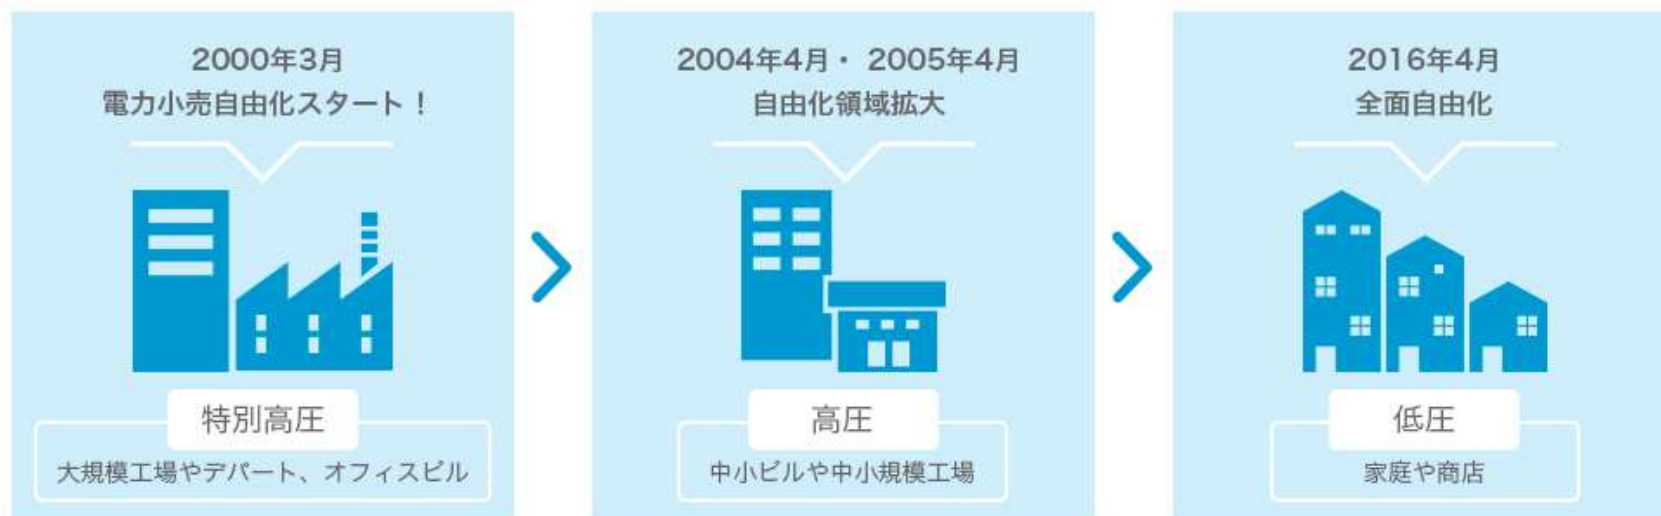 2000年3月
電力小売自由化スタート！
特別高圧
大規模工場やデパート、オフィスビル
2004年4月・ 2005年4月
自由化領域拡大
高圧
中小ビルや中小規模工場
2016年4月
全面自由化
低圧
家庭や商店